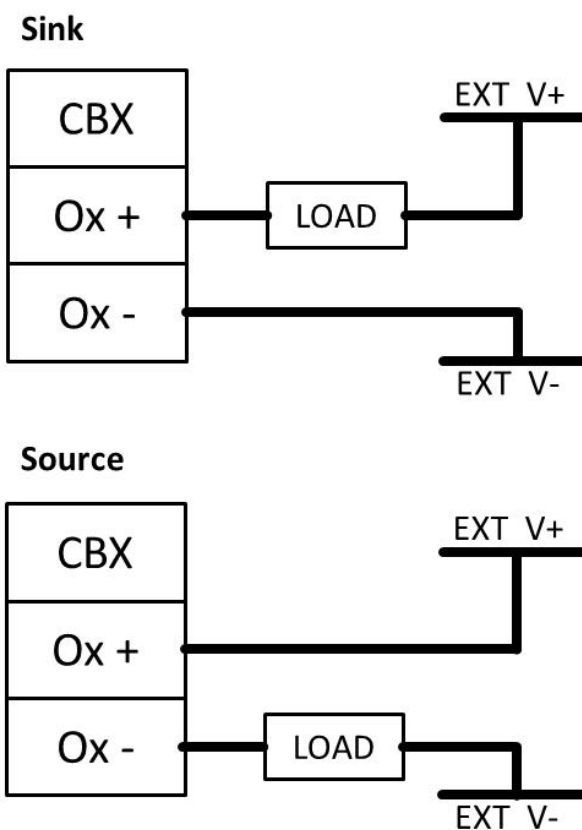 Sink
CBX
EXT V+
Ox +
LOAD
Ox -
EXT V-
Source
CBX
EXT V+
Ox +
Ox -
LOAD
EXT V-